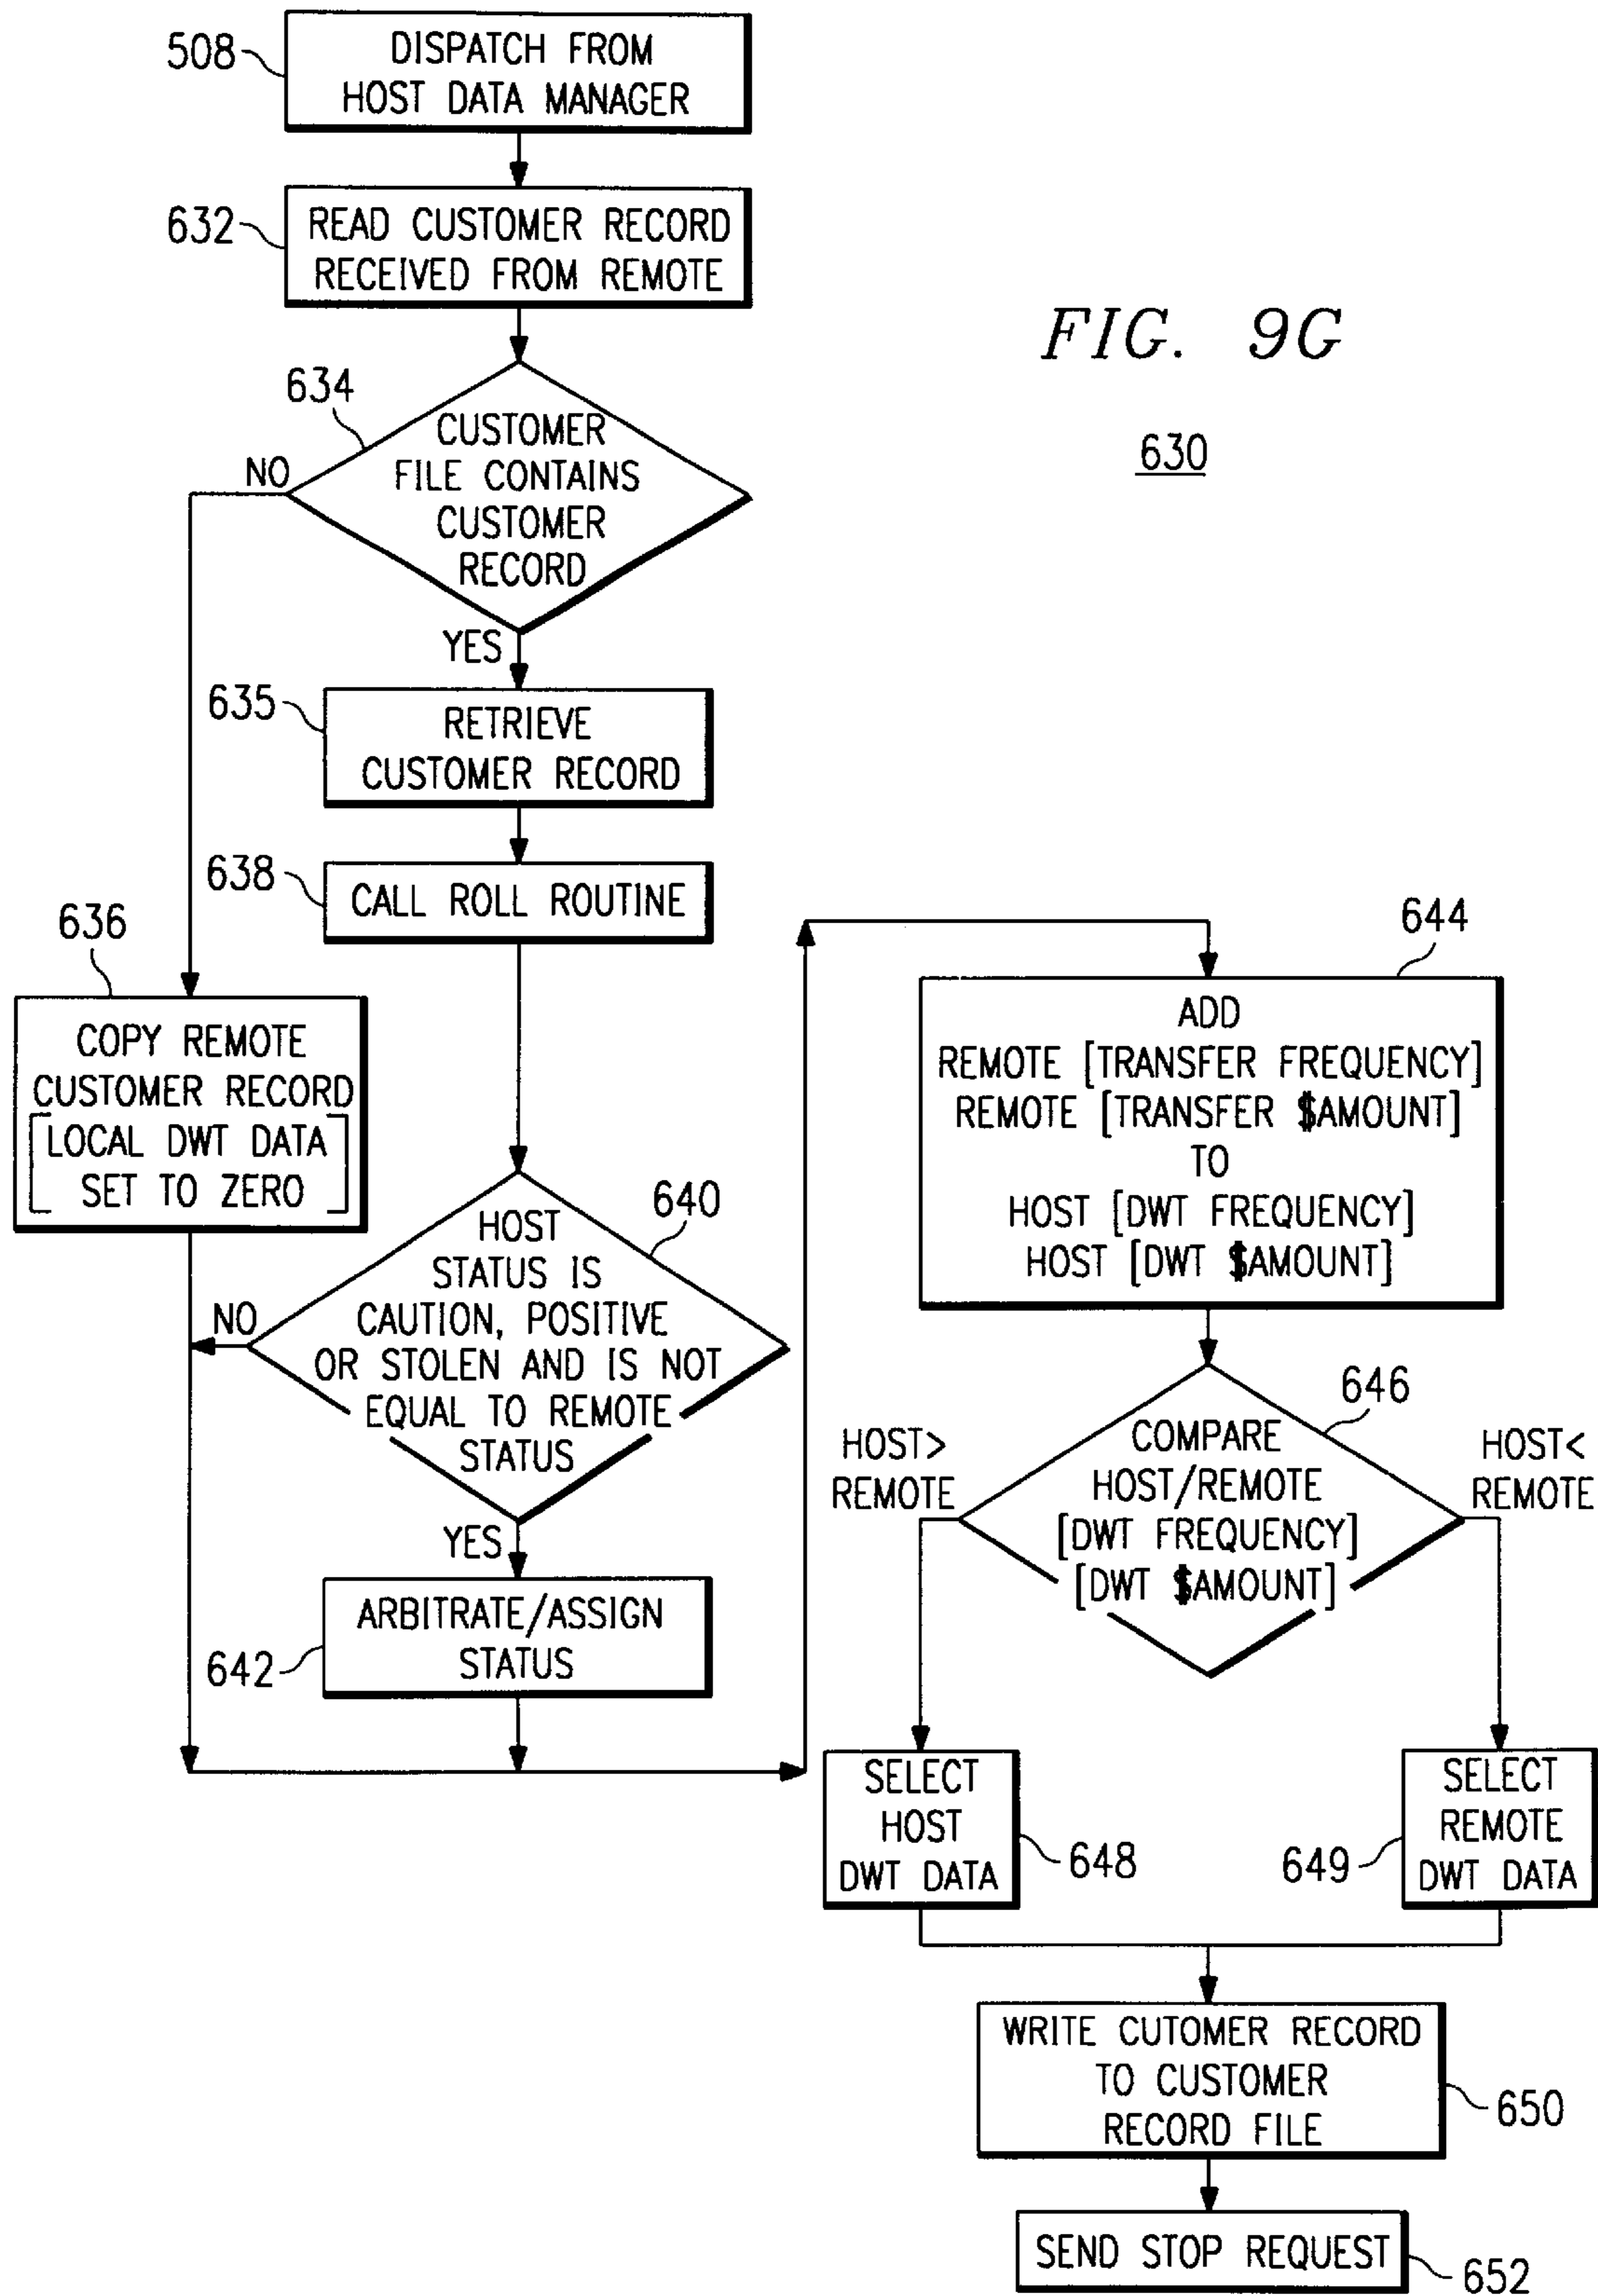 508
DISPATCH FROM
HOST DATA MANAGER
632
READ CUSTOMER RECORD
RECEIVED FROM REMOTE
FIG. 9G
630
634
CUSTOMER
FILE CONTAINS
CUSTOMER
RECORD
NO
YES
635
RETRIEVE
CUSTOMER RECORD
638
CALL ROLL ROUTINE
636
COPY REMOTE
CUSTOMER RECORD
[LOCAL DWT DATA
SET TO ZERO]
640
HOST
STATUS IS
CAUTION, POSITIVE
OR STOLEN AND IS NOT
EQUAL TO REMOTE
STATUS
NO
YES
642
ARBITRATE/ASSIGN
STATUS
644
ADD
REMOTE [TRANSFER FREQUENCY]
REMOTE [TRANSFER $AMOUNT]
TO
HOST [DWT FREQUENCY]
HOST [DWT $AMOUNT]
646
COMPARE
HOST/REMOTE
[DWT FREQUENCY]
[DWT $AMOUNT]
HOST>
REMOTE
HOST<
REMOTE
SELECT
HOST
DWT DATA
648
649
SELECT
REMOTE
DWT DATA
WRITE CUTOMER RECORD
TO CUSTOMER
RECORD FILE
650
SEND STOP REQUEST
652